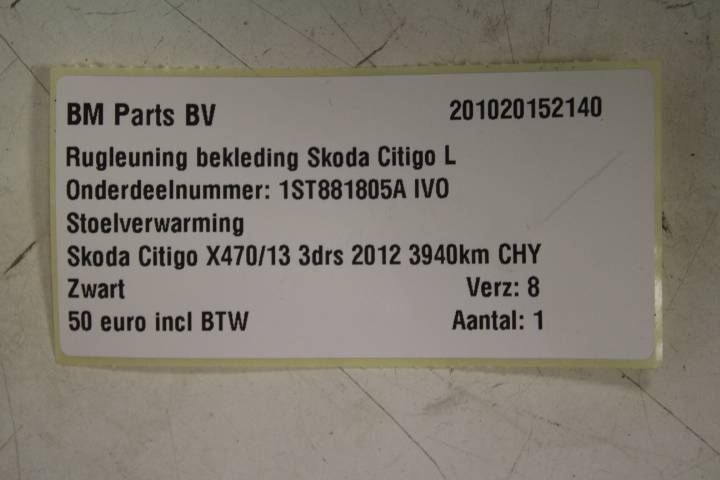 BM Parts BV 201020152140
Rugleuning bekleding Skoda Citigo L
Onderdeelnummer: 1ST881805A IVO
Stoelverwarming
Skoda Citigo X470/13 3drs 2012 3940km CHY
Zwart Verz: 8
50 euro incl BTW Aantal: 1